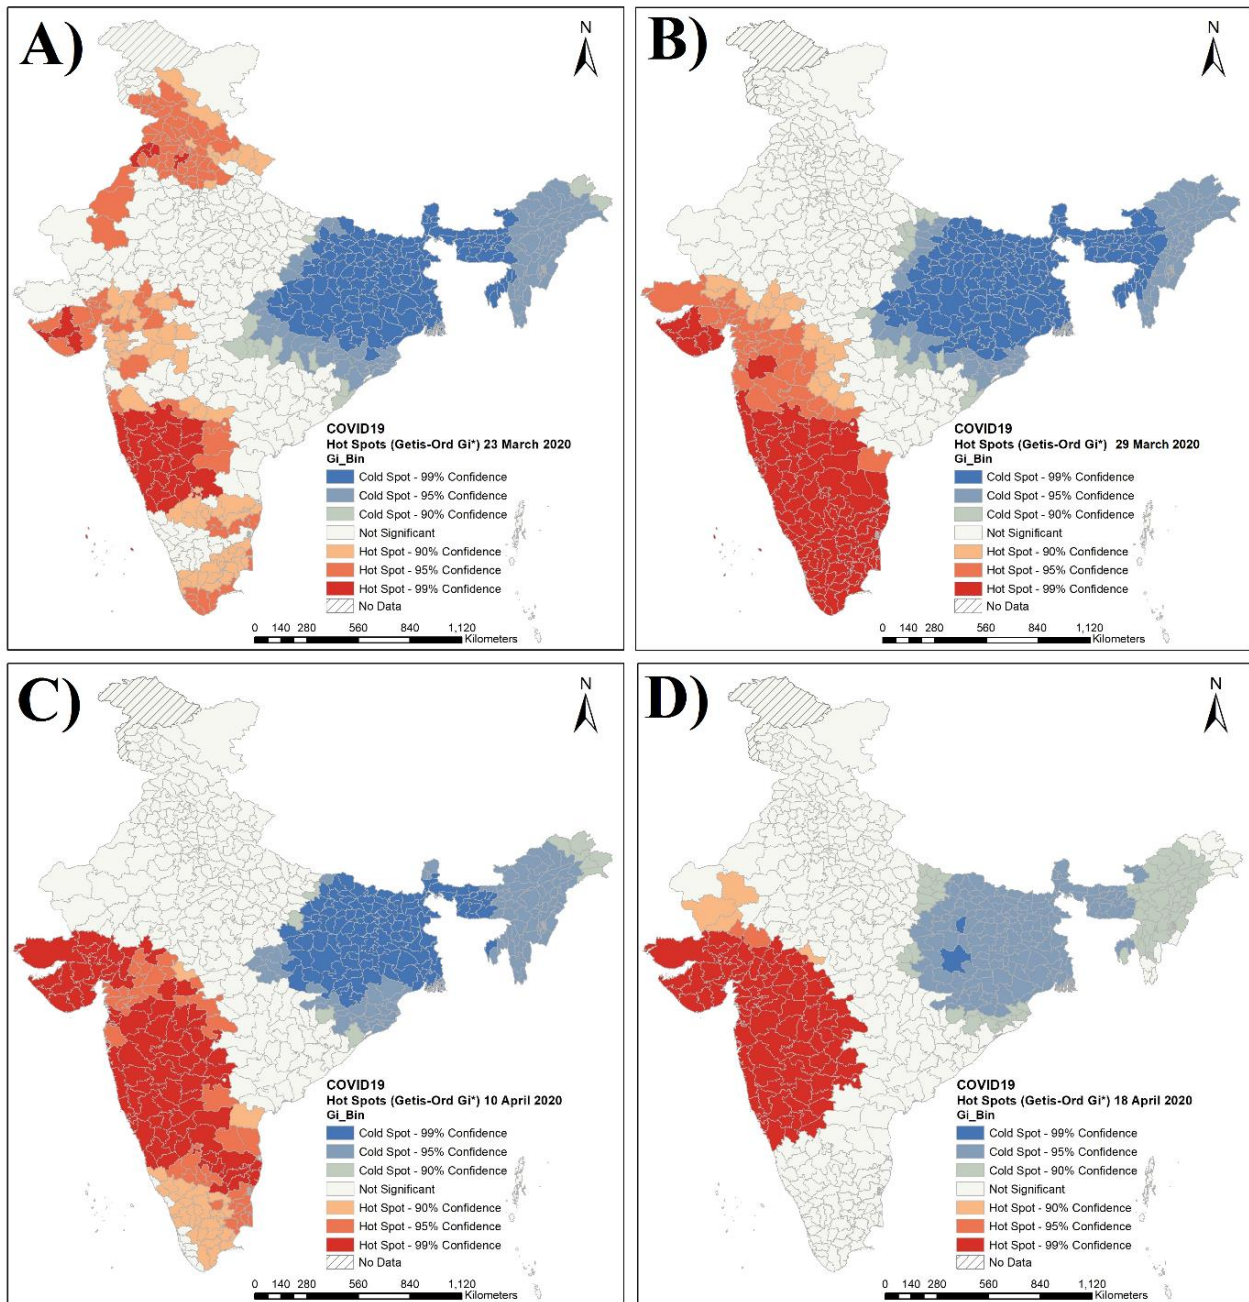 A)
N
COVID19
Hot Spots (Getis-Ord Gi*) 23 March 2020
Gi_Bin
Cold Spot - 99% Confidence
Cold Spot - 95% Confidence
Cold Spot - 90% Confidence
Not Significant
Hot Spot - 90% Confidence
Hot Spot - 95% Confidence
Hot Spot - 99% Confidence
No Data
0 140 280 560 840 1,120
Kilometers
B)
N
COVID19
Hot Spots (Getis-Ord Gi*) 29 March 2020
Gi_Bin
Cold Spot - 99% Confidence
Cold Spot - 95% Confidence
Cold Spot - 90% Confidence
Not Significant
Hot Spot - 90% Confidence
Hot Spot - 95% Confidence
Hot Spot - 99% Confidence
No Data
0 140 280 560 840 1,120
Kilometers
C)
N
COVID19
Hot Spots (Getis-Ord Gi*) 10 April 2020
Gi_Bin
Cold Spot - 99% Confidence
Cold Spot - 95% Confidence
Cold Spot - 90% Confidence
Not Significant
Hot Spot - 90% Confidence
Hot Spot - 95% Confidence
Hot Spot - 99% Confidence
No Data
0 140 280 560 840 1,120
Kilometers
D)
N
COVID19
Hot Spots (Getis-Ord Gi*) 18 April 2020
Gi_Bin
Cold Spot - 99% Confidence
Cold Spot - 95% Confidence
Cold Spot - 90% Confidence
Not Significant
Hot Spot - 90% Confidence
Hot Spot - 95% Confidence
Hot Spot - 99% Confidence
No Data
0 140 280 560 840 1,120
Kilometers